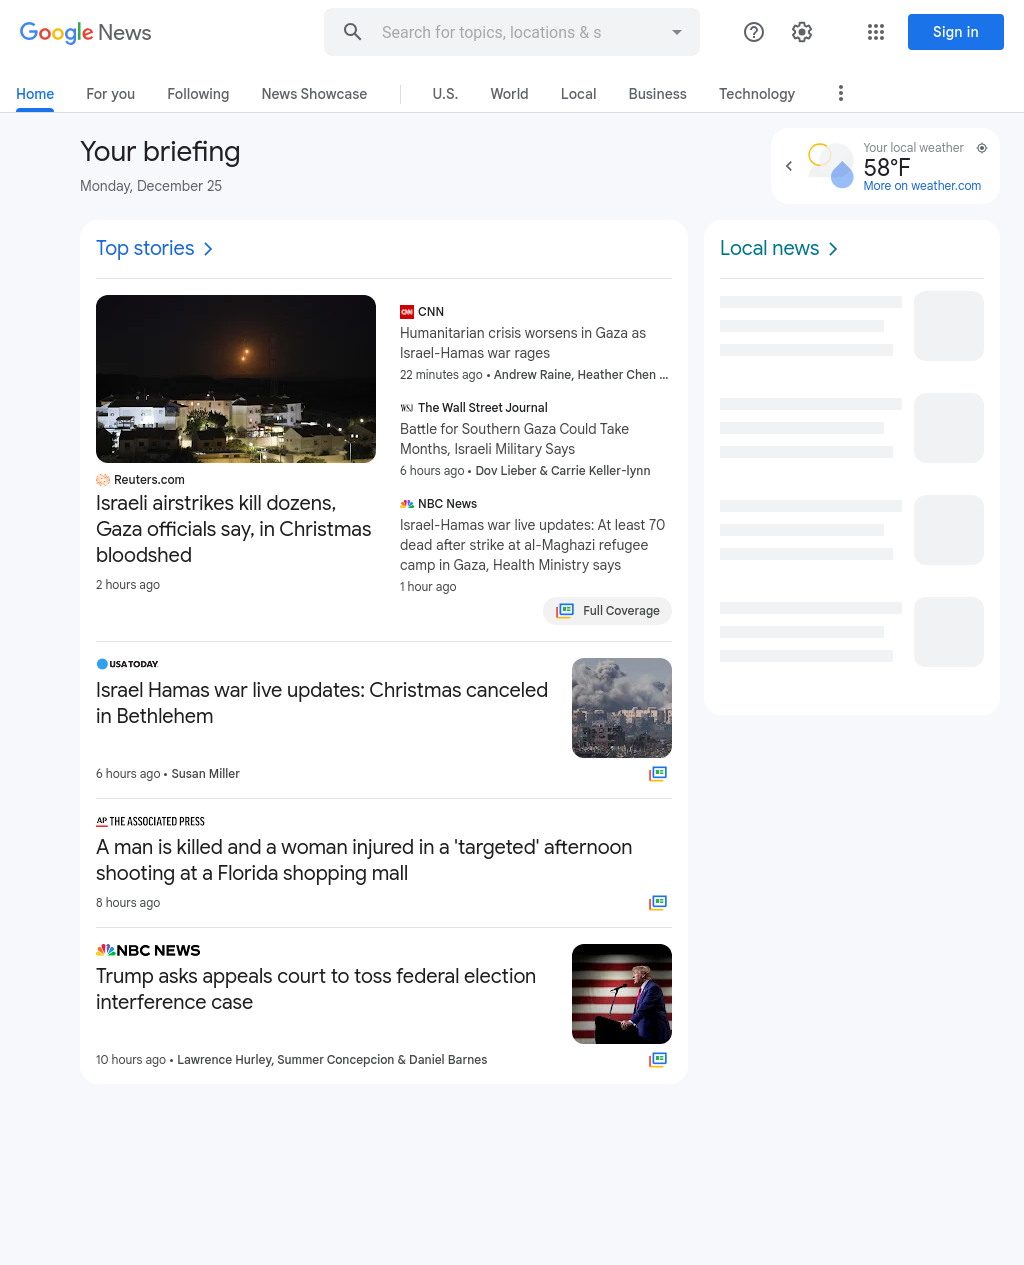 Google News
Search for topics, locations & s
Sign in
Home
For you
Following
News Showcase
U.S.
World
Local
Business
Technology
Your briefing
Monday, December 25
Your local weather
58°F
More on weather.com
Top stories
Reuters.com
Israeli airstrikes kill dozens,
Gaza officials say, in Christmas
bloodshed
2 hours ago
CNN
CNN
Humanitarian crisis worsens in Gaza as
Israel-Hamas war rages
22 minutes ago • Andrew Raine, Heather Chen ...
WSJ
The Wall Street Journal
Battle for Southern Gaza Could Take
Months, Israeli Military Says
6 hours ago • Dov Lieber & Carrie Keller-lynn
NBC News
Israel-Hamas war live updates: At least 70
dead after strike at al-Maghazi refugee
camp in Gaza, Health Ministry says
1 hour ago
Full Coverage
USA TODAY
Israel Hamas war live updates: Christmas canceled
in Bethlehem
6 hours ago • Susan Miller
AP THE ASSOCIATED PRESS
A man is killed and a woman injured in a 'targeted' afternoon
shooting at a Florida shopping mall
8 hours ago
NBC NEWS
Trump asks appeals court to toss federal election
interference case
10 hours ago • Lawrence Hurley, Summer Concepcion & Daniel Barnes
Local news